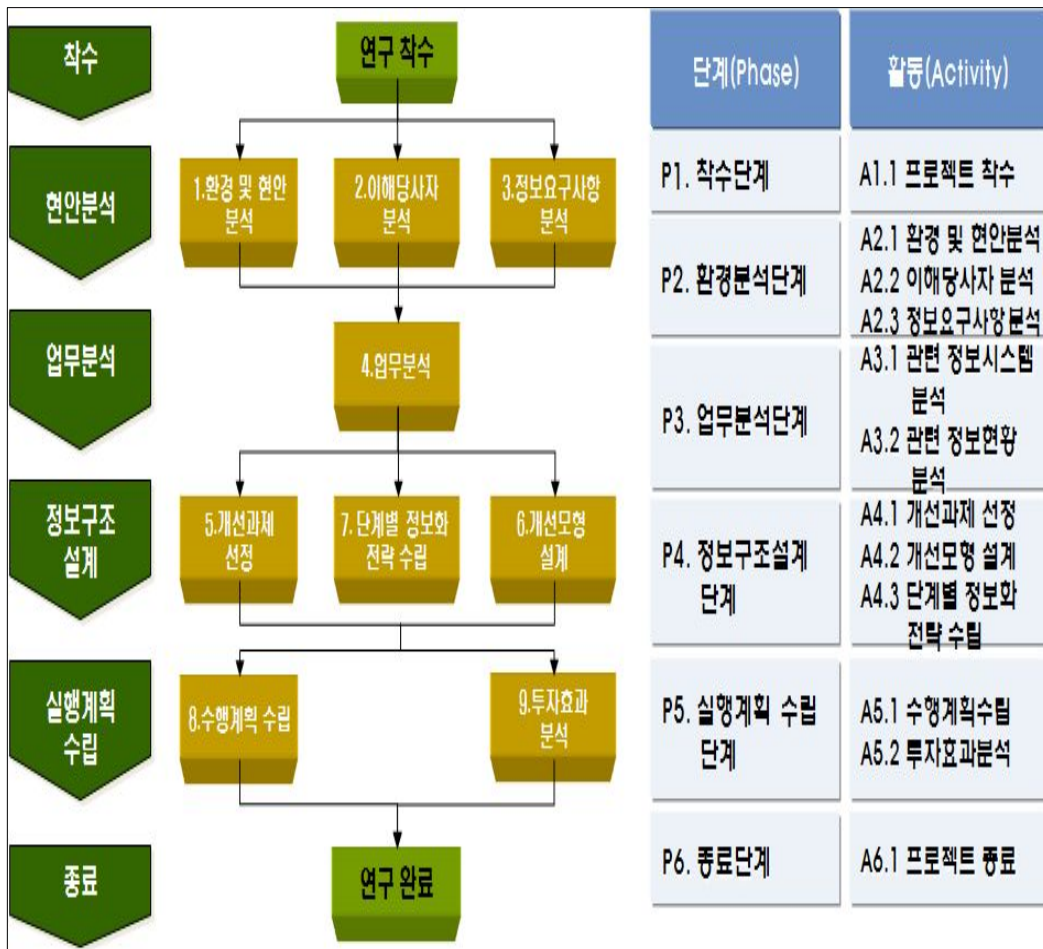 착수
현안분석
업무분석
정보구조
설계
실행계획
수립
종료
연구 착수
1.환경 및 현안
분석
2.이해당사자
분석
3.정보요구사항
분석
4.업무분석
5.개선과제
선정
7. 단계별 정보화
전략 수립
6.개선모형
설계
8.수행계획 수립
9.투자효과
분석
연구 완료
단계(Phase)
활동(Activity)
P1. 착수단계
A1.1 프로젝트 착수
P2. 환경분석단계
A2.1 환경 및 현안분석
A2.2 이해당사자 분석
A2.3 정보요구사항분석
P3. 업무분석단계
A3.1 관련 정보시스템
분석
A3.2 관련 정보현황
분석
P4. 정보구조설계
단계
A4.1 개선과제 선정
A4.2 개선모형 설계
A4.3 단계별 정보화
전략 수립
P5. 실행계획 수립
단계
A5.1 수행계획수립
A5.2 투자효과분석
P6. 종료단계
A6.1 프로젝트 종료